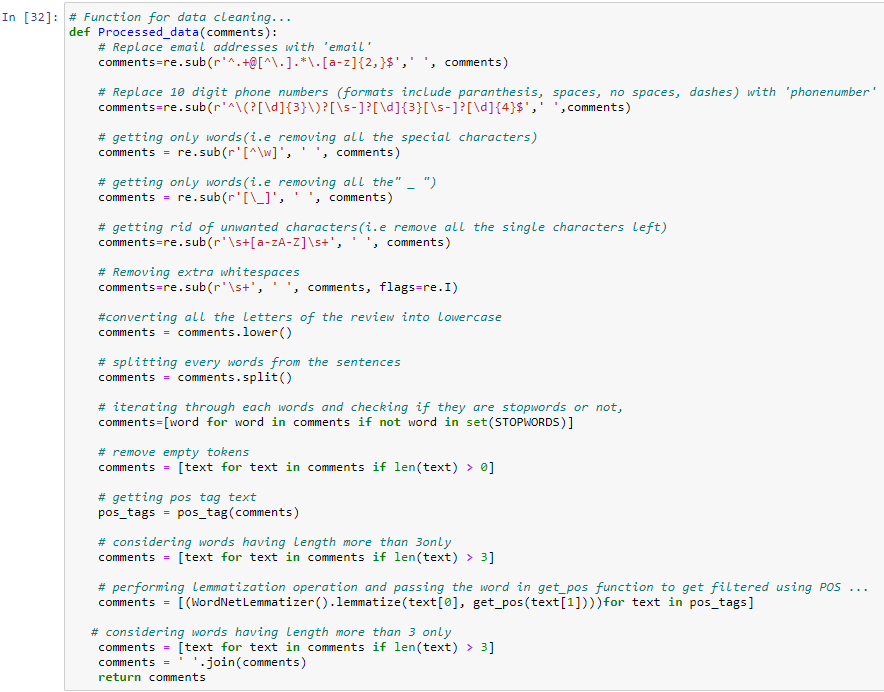 In [32]: # Function for data cleaning...
def Processed_data(comments):
    # Replace email addresses with 'email'
    comments=re.sub(r'^.+@[^\.].*\.[a-z]{2,}$',' ', comments)

    # Replace 10 digit phone numbers (formats include paranthesis, spaces, no spaces, dashes) with 'phonenumber'
    comments=re.sub(r'^\(?[\d]{3}\)?[\s-]?[\d]{3}[\s-]?[\d]{4}$',' ',comments)

    # getting only words(i.e removing all the special characters)
    comments = re.sub(r'[^\w]', ' ', comments)

    # getting only words(i.e removing all the" _ ")
    comments = re.sub(r'[\_]', ' ', comments)

    # getting rid of unwanted characters(i.e remove all the single characters left)
    comments=re.sub(r'\s+[a-zA-Z]\s+', ' ', comments)

    # Removing extra whitespaces
    comments=re.sub(r'\s+', ' ', comments, flags=re.I)

    #converting all the letters of the review into lowercase
    comments = comments.lower()

    # splitting every words from the sentences
    comments = comments.split()

    # iterating through each words and checking if they are stopwords or not,
    comments=[word for word in comments if not word in set(STOPWORDS)]

    # remove empty tokens
    comments = [text for text in comments if len(text) > 0]

    # getting pos tag text
    pos_tags = pos_tag(comments)

    # considering words having length more than 3only
    comments = [text for text in comments if len(text) > 3]

    # performing lemmatization operation and passing the word in get_pos function to get filtered using POS ...
    comments = [(WordNetLemmatizer().lemmatize(text[0], get_pos(text[1])))for text in pos_tags]

   # considering words having length more than 3 only
    comments = [text for text in comments if len(text) > 3]
    comments = ' '.join(comments)
    return comments